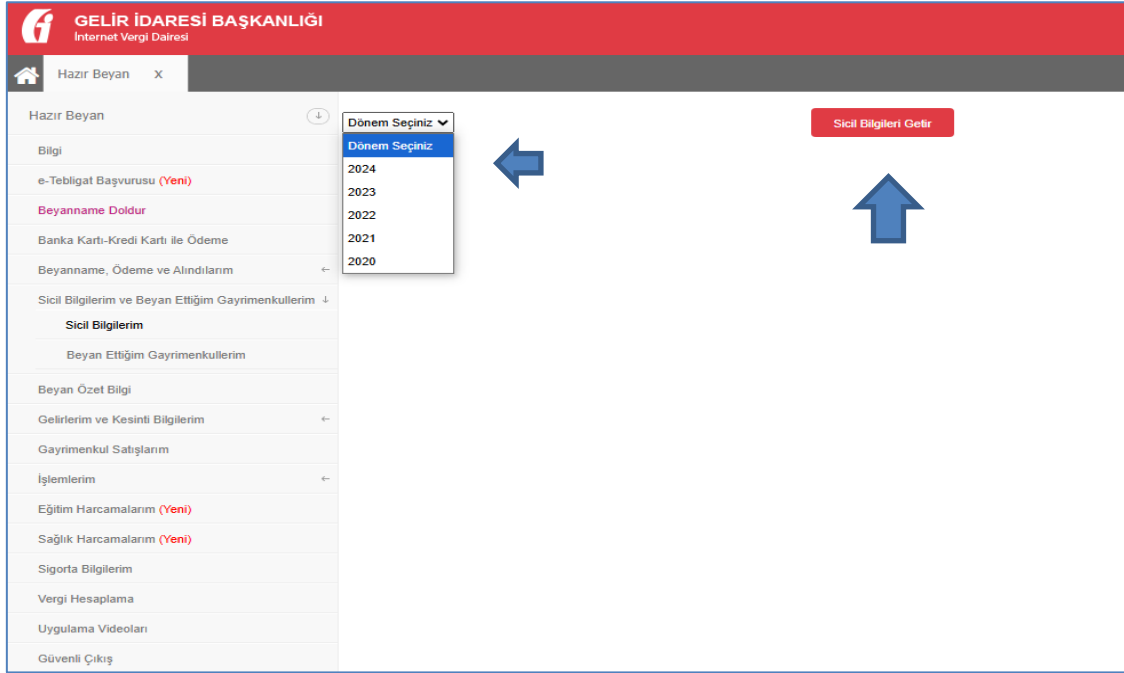 GELİR İDARESİ BAŞKANLIĞI
İnternet Vergi Dairesi
Hazır Beyan X
Hazır Beyan
Bilgi
e-Tebligat Başvurusu (Yeni)
Beyanname Doldur
Banka Kartı-Kredi Kartı ile Ödeme
Beyanname, Ödeme ve Alındılarım
Sicil Bilgilerim ve Beyan Ettiğim Gayrimenkullerim
Sicil Bilgilerim
Beyan Ettiğim Gayrimenkullerim
Beyan Özet Bilgi
Gelirlerim ve Kesinti Bilgilerim
Gayrimenkul Satışlarım
İşlemlerim
Eğitim Harcamalarım (Yeni)
Sağlık Harcamalarım (Yeni)
Sigorta Bilgilerim
Vergi Hesaplama
Uygulama Videoları
Güvenli Çıkış
Dönem Seçiniz
Dönem Seçiniz
2024
2023
2022
2021
2020
Sicil Bilgileri Getir